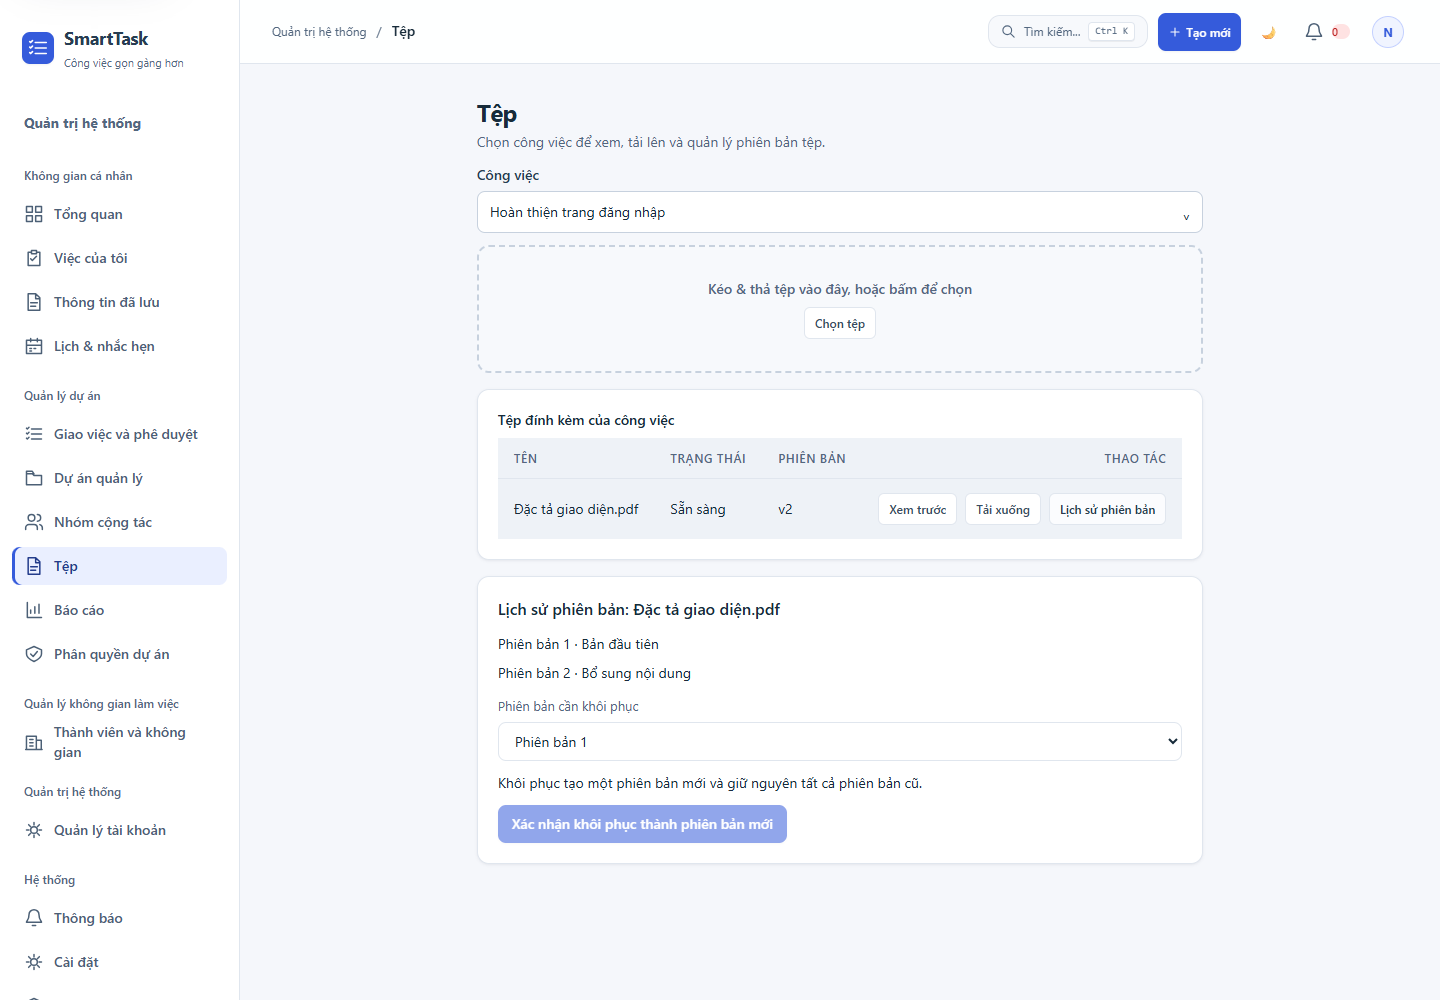 SmartTask
Công việc gọn gàng hơn
Quản trị hệ thống
Không gian cá nhân
Tổng quan
Việc của tôi
Thông tin đã lưu
Lịch & nhắc hẹn
Quản lý dự án
Giao việc và phê duyệt
Dự án quản lý
Nhóm cộng tác
Tệp
Báo cáo
Phân quyền dự án
Quản lý không gian làm việc
Thành viên và không
gian
Quản trị hệ thống
Quản lý tài khoản
Hệ thống
Thông báo
Cài đặt
Quản trị hệ thống / Tệp
Tìm kiếm... Ctrl K
+ Tạo mới
0
N
Tệp
Chọn công việc để xem, tải lên và quản lý phiên bản tệp.
Công việc
Hoàn thiện trang đăng nhập
Kéo & thả tệp vào đây, hoặc bấm để chọn
Chọn tệp
Tệp đính kèm của công việc
TÊN TRẠNG THÁI PHIÊN BẢN THAO TÁC
Đặc tả giao diện.pdf Sẵn sàng v2 Xem trước Tải xuống Lịch sử phiên bản
Lịch sử phiên bản: Đặc tả giao diện.pdf
Phiên bản 1 · Bản đầu tiên
Phiên bản 2 · Bổ sung nội dung
Phiên bản cần khôi phục
Phiên bản 1
Khôi phục tạo một phiên bản mới và giữ nguyên tất cả phiên bản cũ.
Xác nhận khôi phục thành phiên bản mới